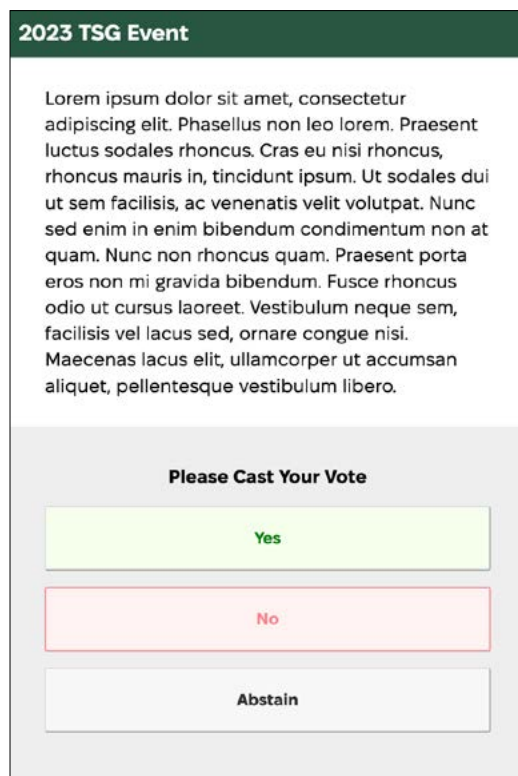 2023 TSG Event
Lorem ipsum dolor sit amet, consectetur
adipiscing elit. Phasellus non leo lorem. Praesent
luctus sodales rhoncus. Cras eu nisi rhoncus,
rhoncus mauris in, tincidunt ipsum. Ut sodales dui
ut sem facilisis, ac venenatis velit volutpat. Nunc
sed enim in enim bibendum condimentum non at
quam. Nunc non rhoncus quam. Praesent porta
eros non mi gravida bibendum. Fusce rhoncus
odio ut cursus laoreet. Vestibulum neque sem,
facilisis vel lacus sed, ornare congue nisi.
Maecenas lacus elit, ullamcorper ut accumsan
aliquet, pellentesque vestibulum libero.
Please Cast Your Vote
Yes
No
Abstain